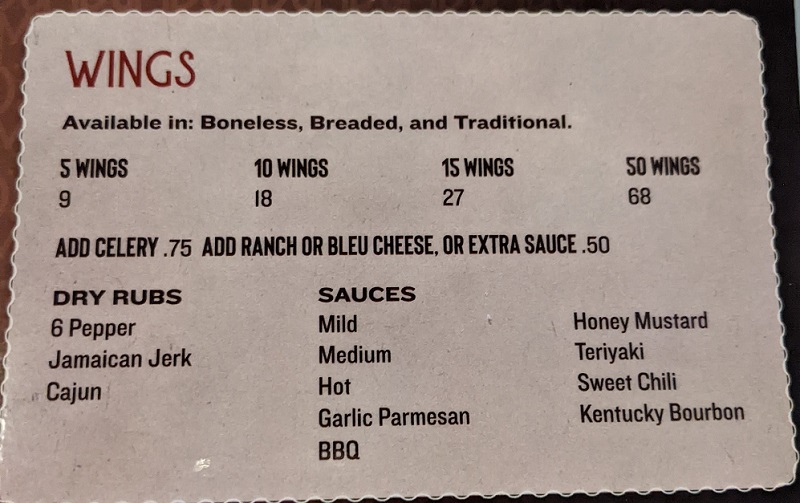 WINGS
Available in: Boneless, Breaded, and Traditional.
5 WINGS 10 WINGS 15 WINGS 50 WINGS
9 18 27 68
ADD CELERY .75 ADD RANCH OR BLEU CHEESE, OR EXTRA SAUCE .50
DRY RUBS
6 Pepper
Jamaican Jerk
Cajun
SAUCES
Mild
Medium
Hot
Garlic Parmesan
BBQ
Honey Mustard
Teriyaki
Sweet Chili
Kentucky Bourbon